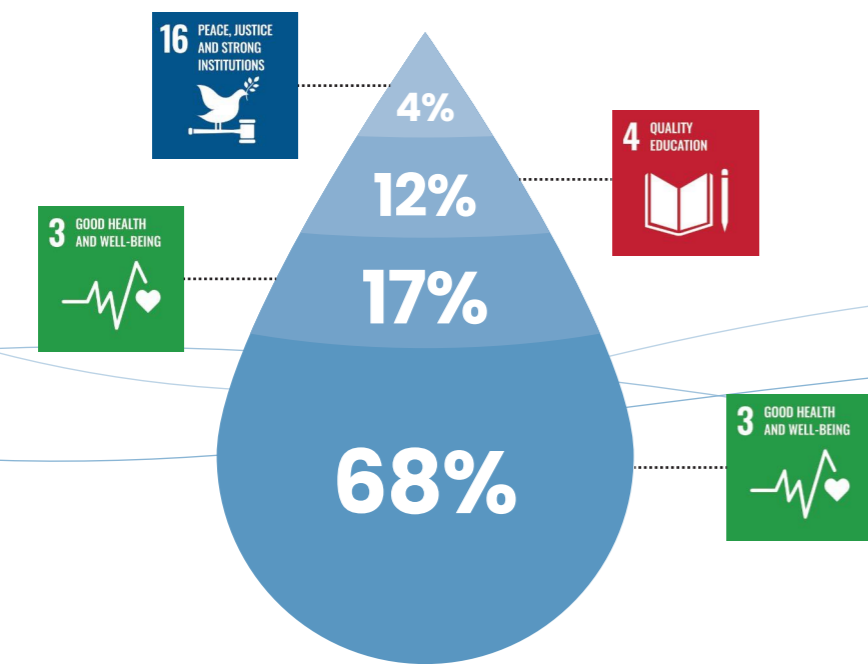 16 PEACE, JUSTICE
AND STRONG
INSTITUTIONS
4%
4 QUALITY
EDUCATION
12%
3 GOOD HEALTH
AND WELL-BEING
17%
3 GOOD HEALTH
AND WELL-BEING
68%